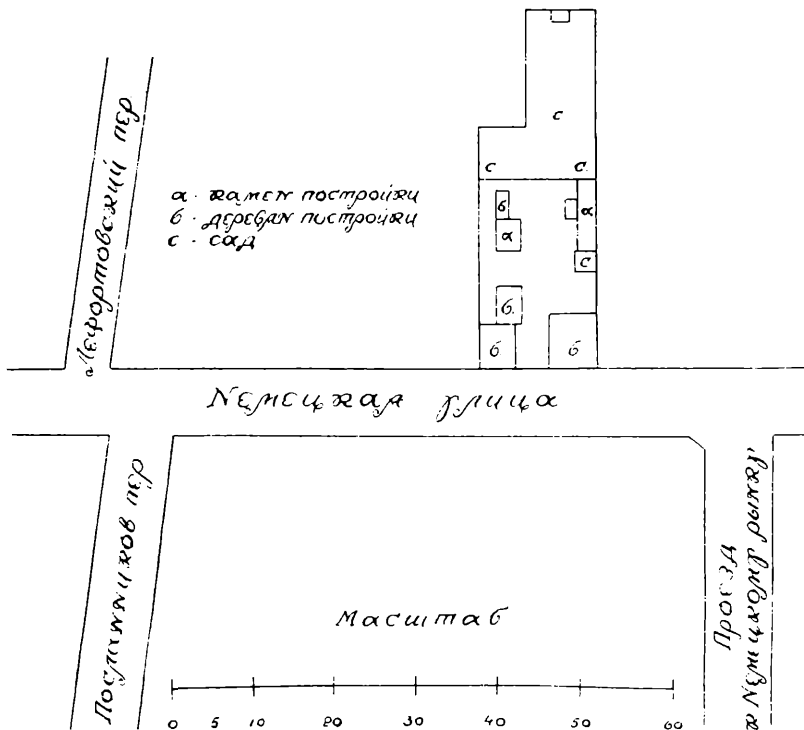 Лефортовский пер
с
с
с
а. камен постройки
б. деревян пистройки
с. сад
б
а
а
с
б
б
б
Немецкая улица
Посланников пер
Проезд
к Немецкому рынку
Масштаб
0 5 10 20 30 40 50 60